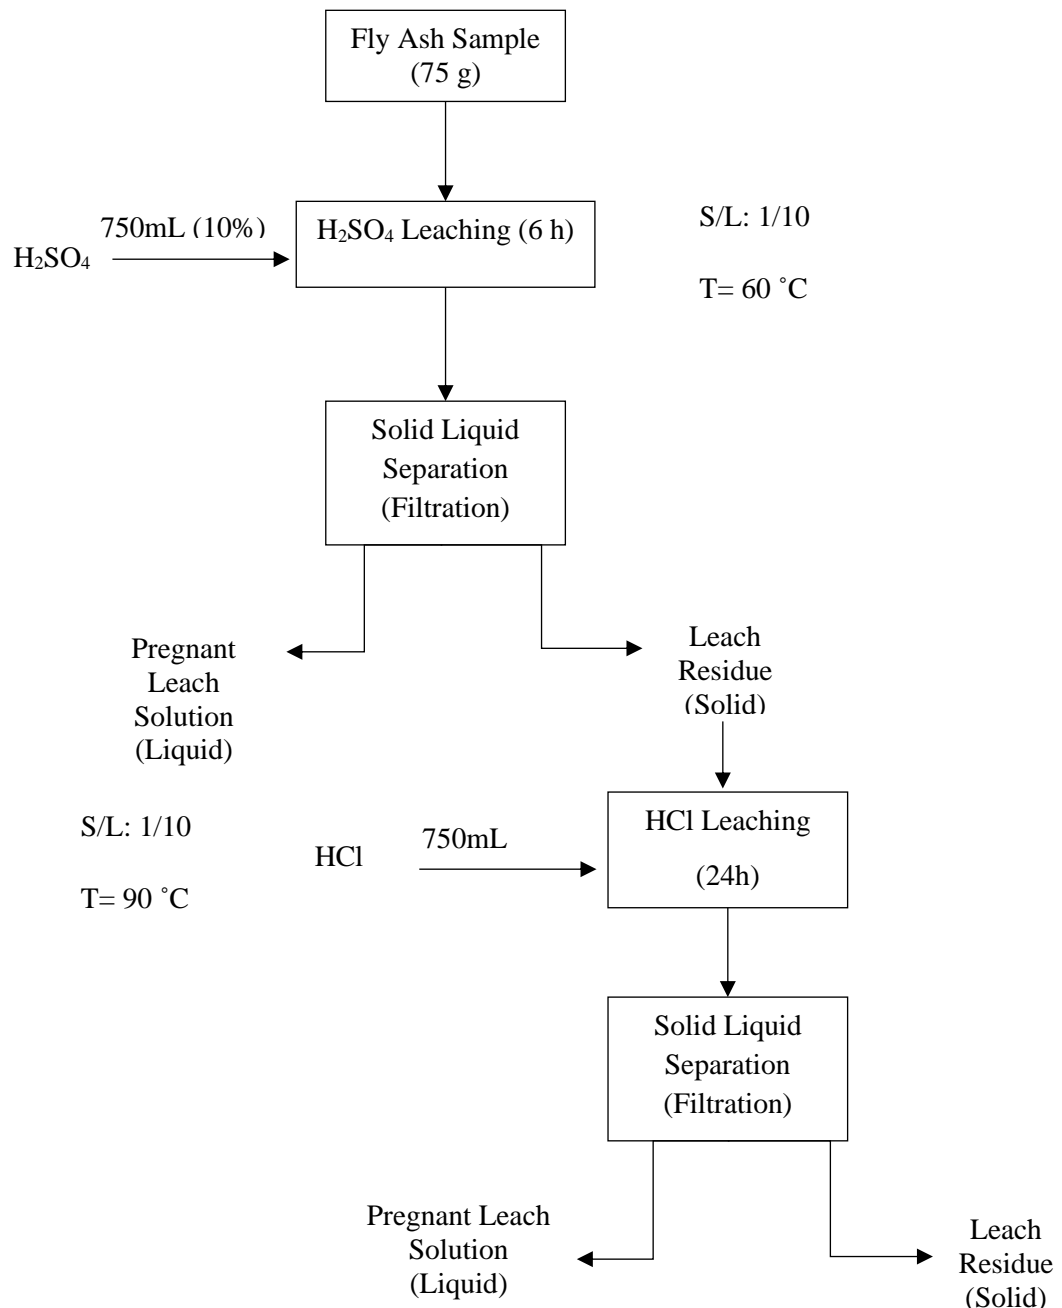 Fly Ash Sample
(75 g)
750mL (10%)
H₂SO₄
H₂SO₄ Leaching (6 h)
S/L: 1/10
T= 60 ˚C
Solid Liquid
Separation
(Filtration)
Pregnant
Leach
Solution
(Liquid)
Leach
Residue
(Solid)
S/L: 1/10
T= 90 ˚C
HCl
750mL
HCl Leaching
(24h)
Solid Liquid
Separation
(Filtration)
Pregnant Leach
Solution
(Liquid)
Leach
Residue
(Solid)